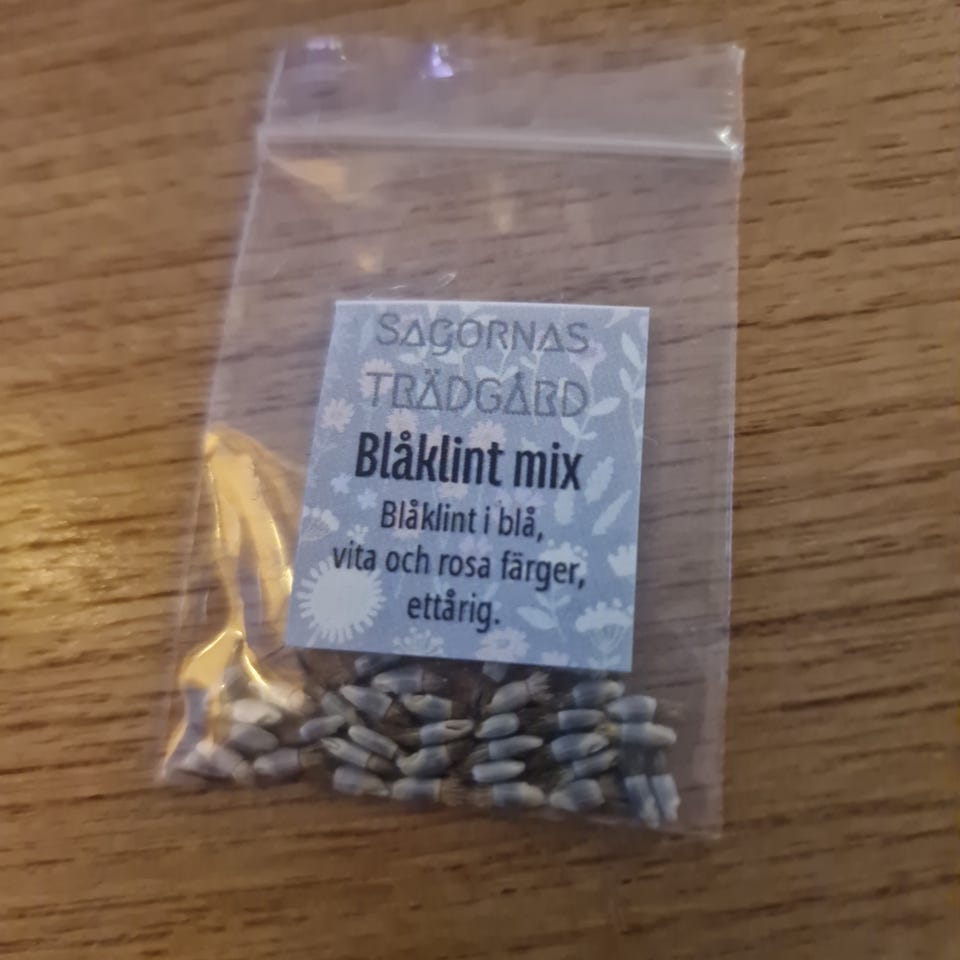 SAGORNAS
TRÄDGÅRD
Blåklint mix
Blåklint i blå,
vita och rosa färger,
ettårig.